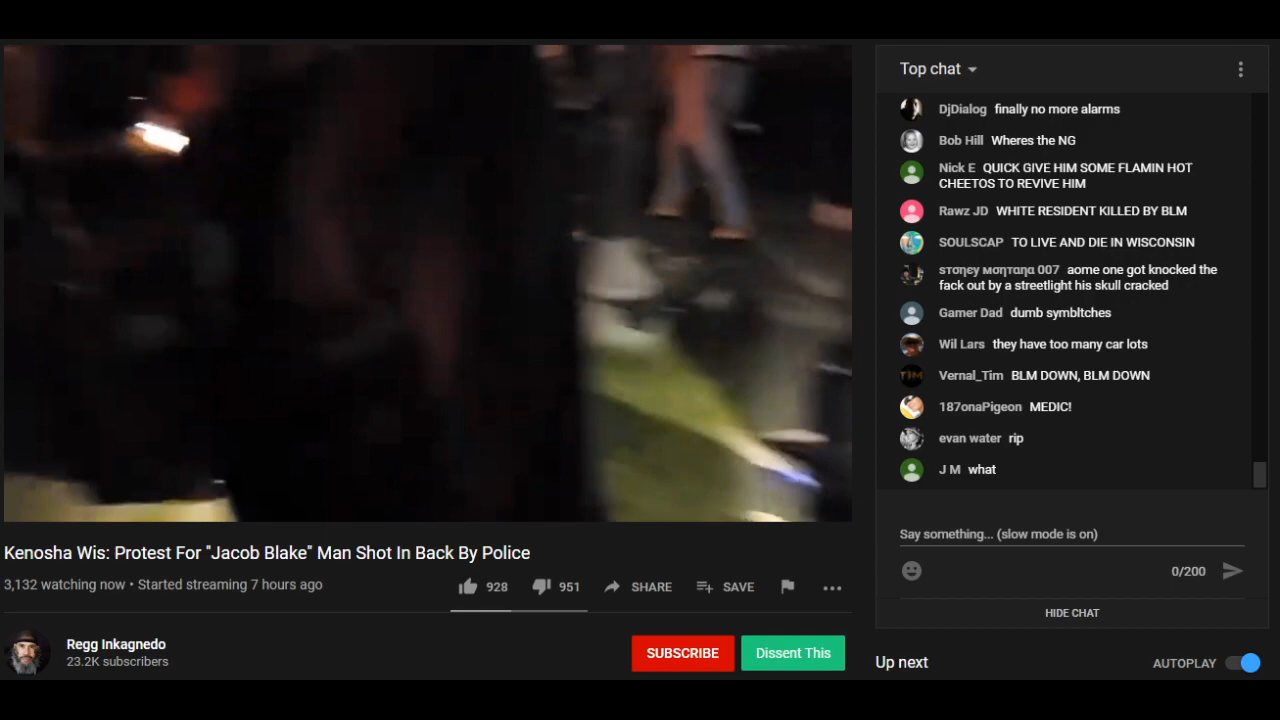 Top chat
DjDialog finally no more alarms
Bob Hill Wheres the NG
Nick E QUICK GIVE HIM SOME FLAMIN HOT
CHEETOS TO REVIVE HIM
Rawz JD WHITE RESIDENT KILLED BY BLM
SOULSCAP TO LIVE AND DIE IN WISCONSIN
sтoηεy мσηтαηα 007 aome one got knocked the
fack out by a streetlight his skull cracked
Gamer Dad dumb symbltches
Wil Lars they have too many car lots
TIM
Vernal_Tim BLM DOWN, BLM DOWN
187onaPigeon MEDIC!
evan water rip
J M what
Say something... (slow mode is on)
0/200
HIDE CHAT
Kenosha Wis: Protest For "Jacob Blake" Man Shot In Back By Police
3,132 watching now • Started streaming 7 hours ago
928 951 SHARE SAVE
Regg Inkagnedo
23.2K subscribers
SUBSCRIBE Dissent This
Up next AUTOPLAY